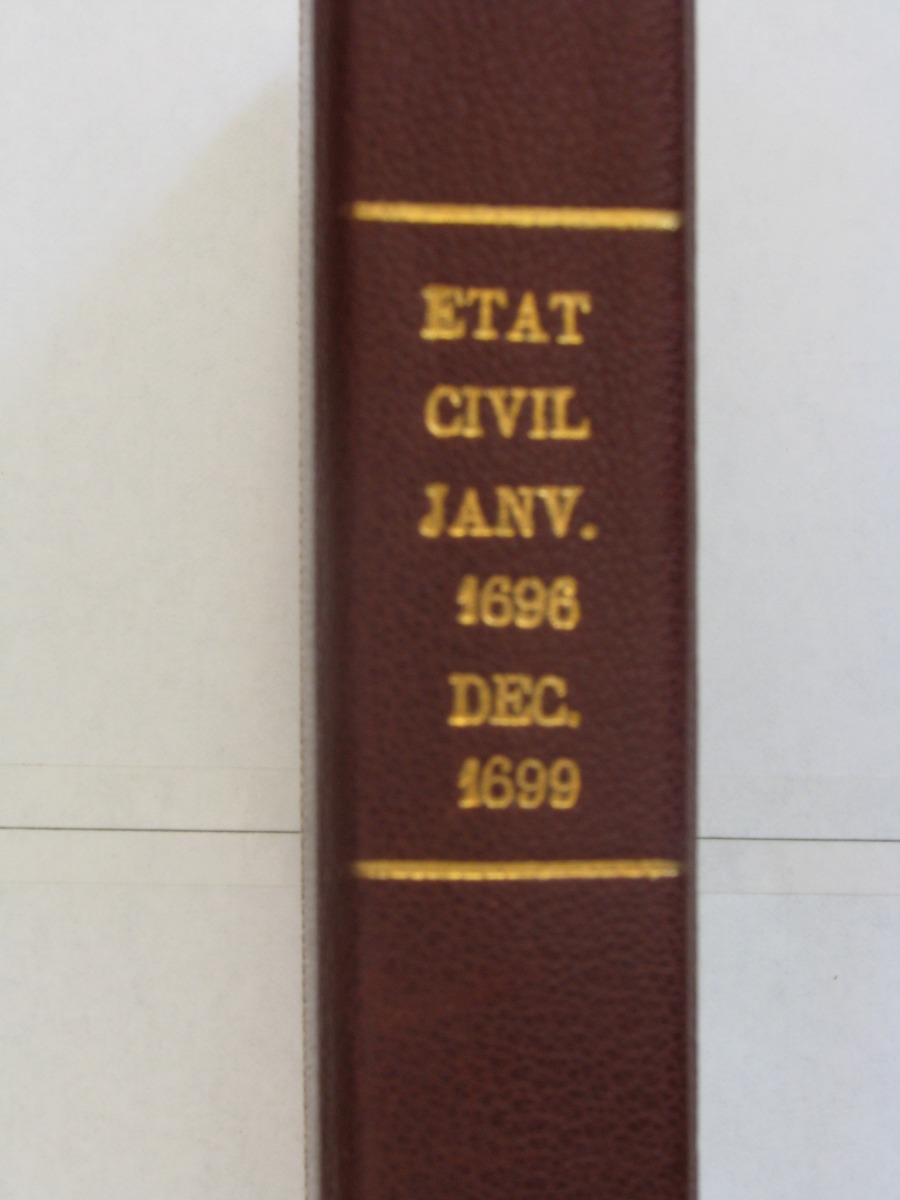 ETAT
CIVIL
JANV.
1696
DEC.
1699